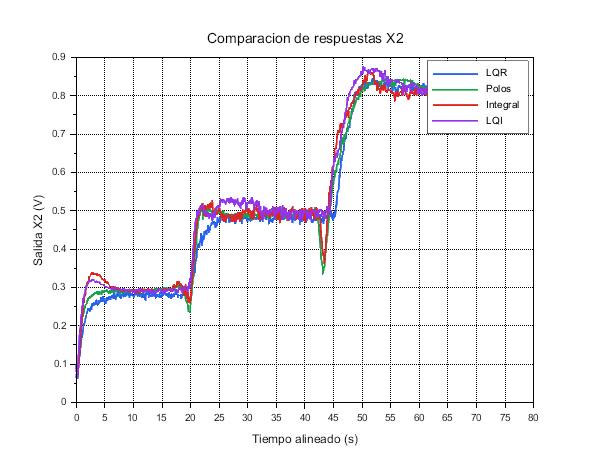 Comparacion de respuestas X2
LQR
Polos
Integral
LQI
Salida X2 (V)
0.9
0.8
0.7
0.6
0.5
0.4
0.3
0.2
0.1
0
0 5 10 15 20 25 30 35 40 45 50 55 60 65 70 75 80
Tiempo alineado (s)